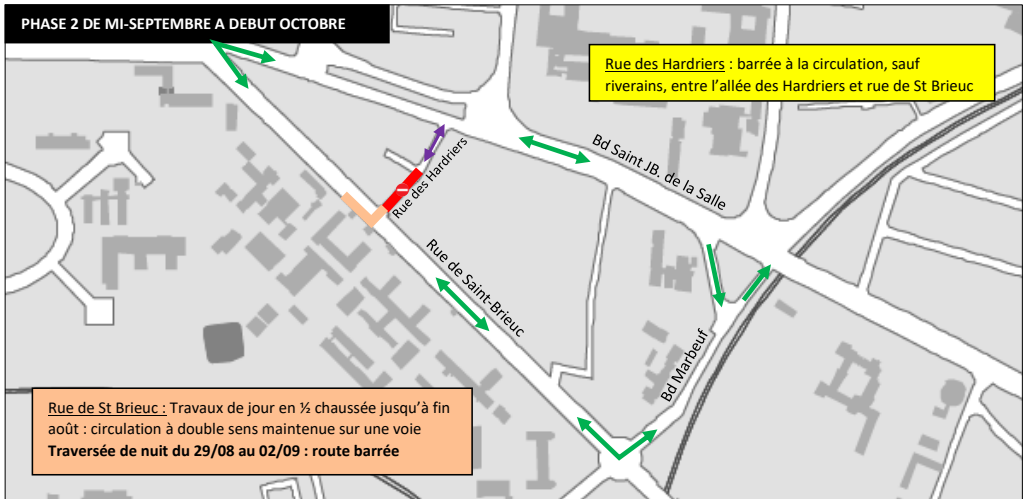 PHASE 2 DE MI-SEPTEMBRE A DEBUT OCTOBRE
Rue des Hardriers : barrée à la circulation, sauf
riverains, entre l'allée des Hardriers et rue de St Brieuc
Bd Saint JB. de la Salle
Rue des Hardriers
Rue de Saint-Brieuc
Bd Marbeuf
Rue de St Brieuc : Travaux de jour en ½ chaussée jusqu'à fin
août : circulation à double sens maintenue sur une voie
Traversée de nuit du 29/08 au 02/09 : route barrée